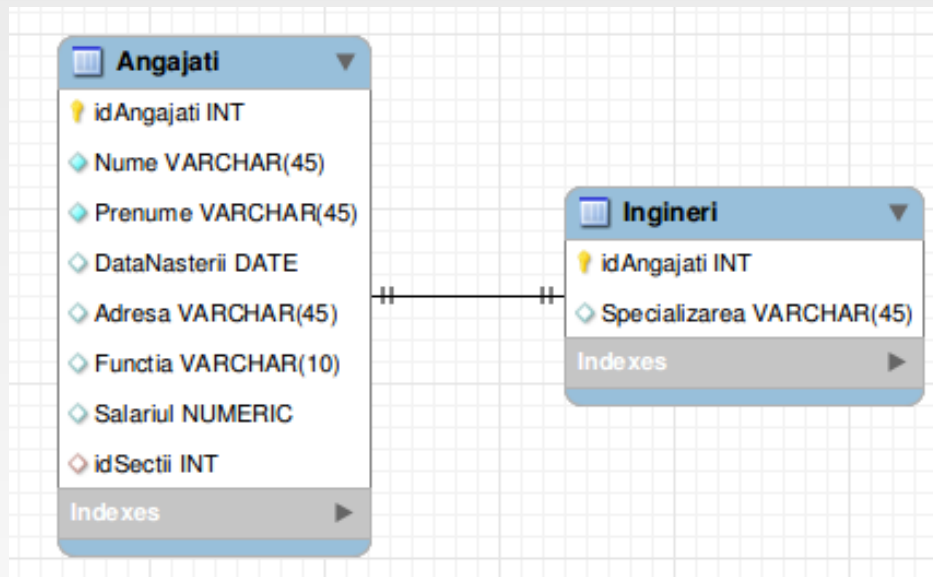 Angajati
idAngajati INT
Nume VARCHAR(45)
Prenume VARCHAR(45)
DataNasterii DATE
Adresa VARCHAR(45)
Functia VARCHAR(10)
Salariul NUMERIC
idSectii INT
Indexes
Ingineri
idAngajati INT
Specializarea VARCHAR(45)
Indexes